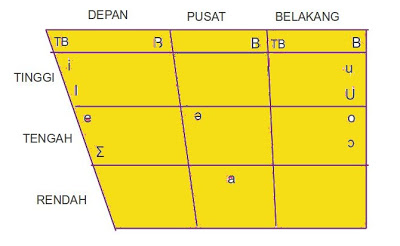 DEPAN PUSAT BELAKANG
TB B B TB B
TINGGI i u
I U
e ə o
TENGAH Σ ɔ
a
RENDAH